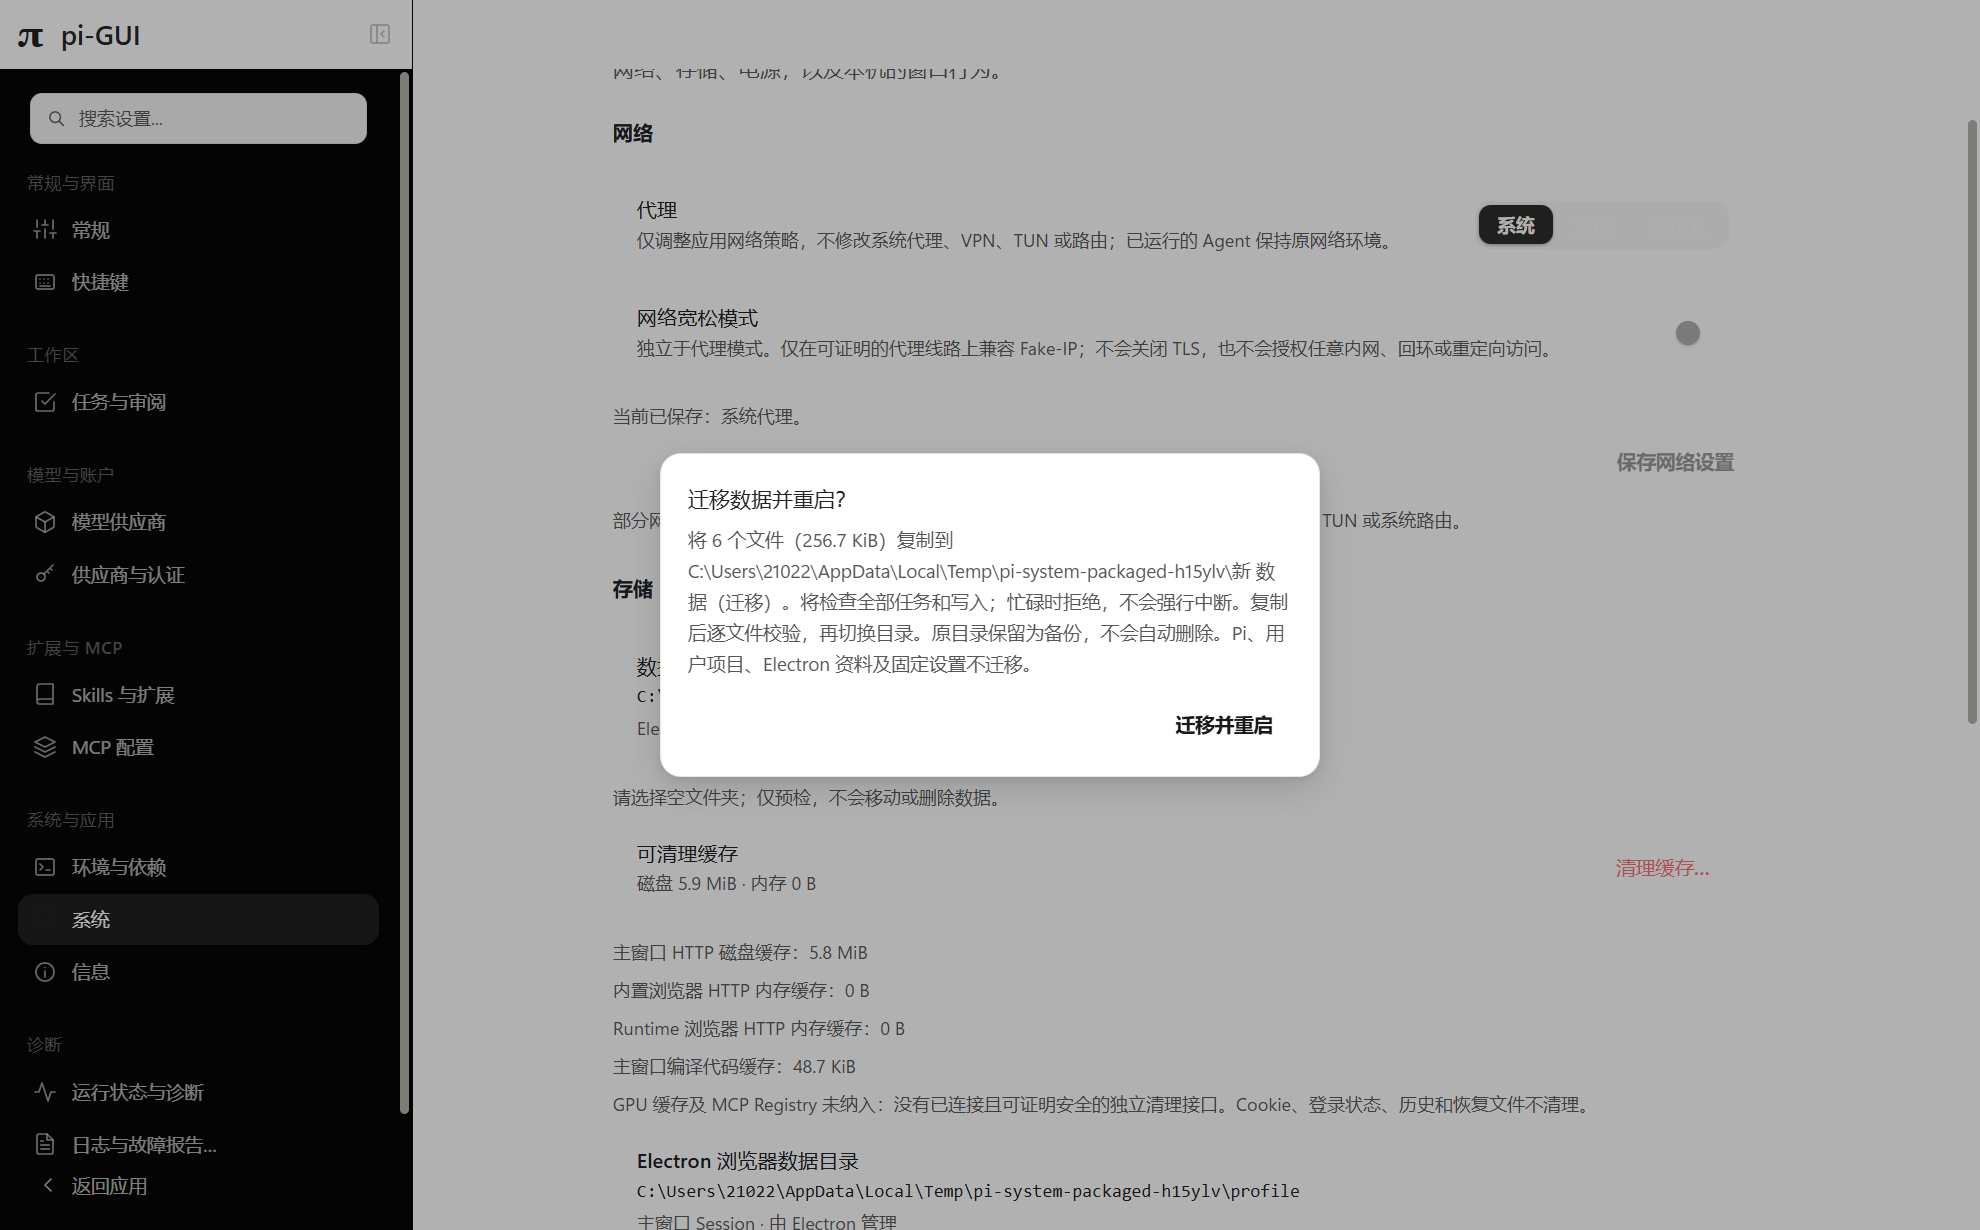 π pi-GUI
搜索设置...
常规与界面
常规
快捷键
工作区
任务与审阅
模型与账户
模型供应商
供应商与认证
扩展与 MCP
Skills 与扩展
MCP 配置
系统与应用
环境与依赖
系统
信息
诊断
运行状态与诊断
日志与故障报告...
返回应用
网络、存储、电源，以及本机的窗口行为。
网络
代理
仅调整应用网络策略，不修改系统代理、VPN、TUN 或路由；已运行的 Agent 保持原网络环境。
系统
网络宽松模式
独立于代理模式。仅在可证明的代理线路上兼容 Fake-IP；不会关闭 TLS，也不会授权任意内网、回环或重定向访问。
当前已保存：系统代理。
保存网络设置
部分网
TUN 或系统路由。
存储
数据
C:\
Ele
迁移数据并重启?
将 6 个文件（256.7 KiB）复制到
C:\Users\21022\AppData\Local\Temp\pi-system-packaged-h15ylv\新 数
据（迁移）。将检查全部任务和写入；忙碌时拒绝，不会强行中断。复制
后逐文件校验，再切换目录。原目录保留为备份，不会自动删除。Pi、用
户项目、Electron 资料及固定设置不迁移。
迁移并重启
请选择空文件夹；仅预检，不会移动或删除数据。
可清理缓存
磁盘 5.9 MiB · 内存 0 B
清理缓存...
主窗口 HTTP 磁盘缓存：5.8 MiB
内置浏览器 HTTP 内存缓存：0 B
Runtime 浏览器 HTTP 内存缓存：0 B
主窗口编译代码缓存：48.7 KiB
GPU 缓存及 MCP Registry 未纳入：没有已连接且可证明安全的独立清理接口。Cookie、登录状态、历史和恢复文件不清理。
Electron 浏览器数据目录
C:\Users\21022\AppData\Local\Temp\pi-system-packaged-h15ylv\profile
主窗口 Session · 由 Electron 管理